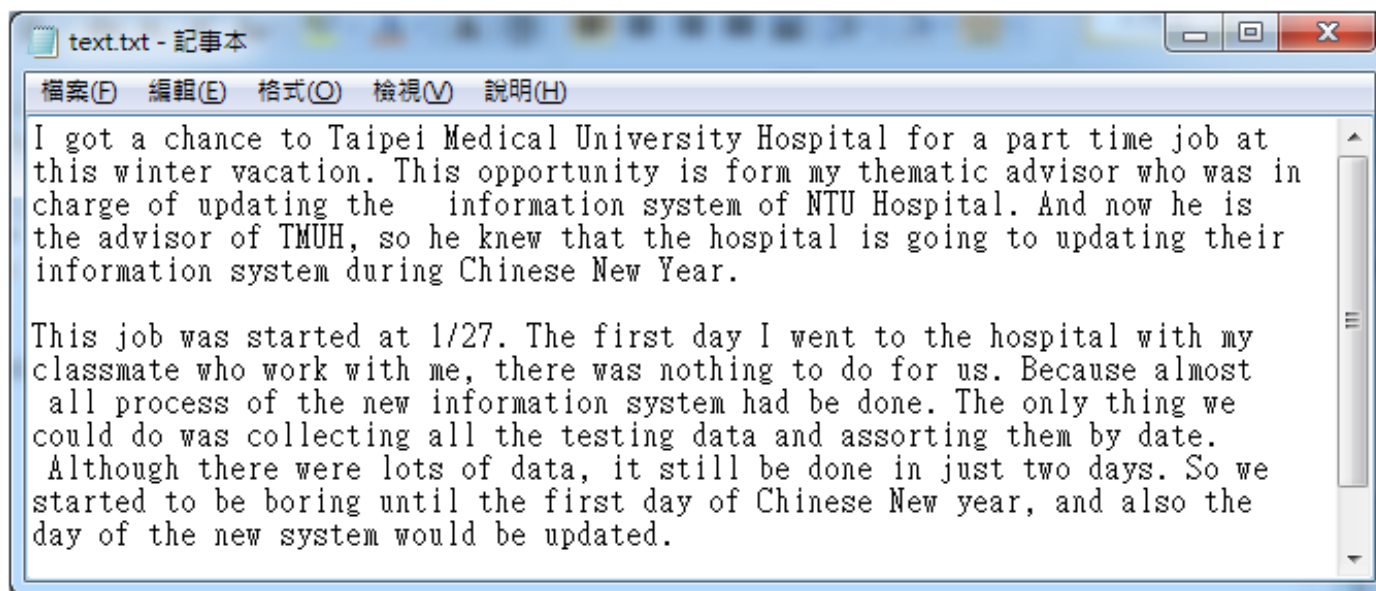 text.txt - 記事本
檔案(F) 編輯(E) 格式(O) 檢視(V) 說明(H)
I got a chance to Taipei Medical University Hospital for a part time job at
this winter vacation. This opportunity is form my thematic advisor who was in
charge of updating the   information system of NTU Hospital. And now he is
the advisor of TMUH, so he knew that the hospital is going to updating their
information system during Chinese New Year.

This job was started at 1/27. The first day I went to the hospital with my
classmate who work with me, there was nothing to do for us. Because almost
 all process of the new information system had be done. The only thing we
could do was collecting all the testing data and assorting them by date.
 Although there were lots of data, it still be done in just two days. So we
started to be boring until the first day of Chinese New year, and also the
day of the new system would be updated.